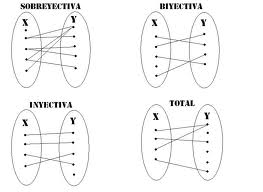 SOBREYECTIVA
X Y
BIYECTIVA
X Y
INYECTIVA
X Y
TOTAL
X Y